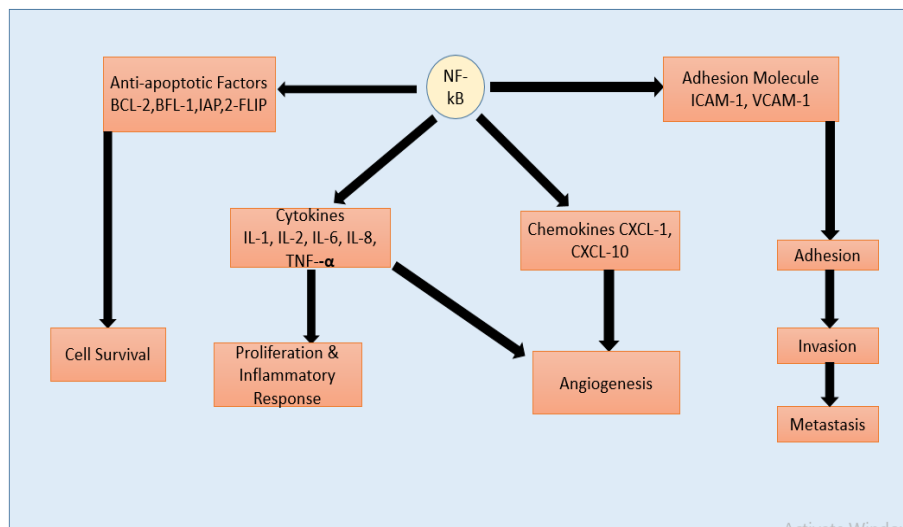 Anti-apoptotic Factors
BCL-2,BFL-1,IAP,2-FLIP
NF-
kB
Adhesion Molecule
ICAM-1, VCAM-1
Cytokines
IL-1, IL-2, IL-6, IL-8,
TNF--α
Chemokines CXCL-1,
CXCL-10
Adhesion
Cell Survival
Proliferation &
Inflammatory
Response
Angiogenesis
Invasion
Metastasis